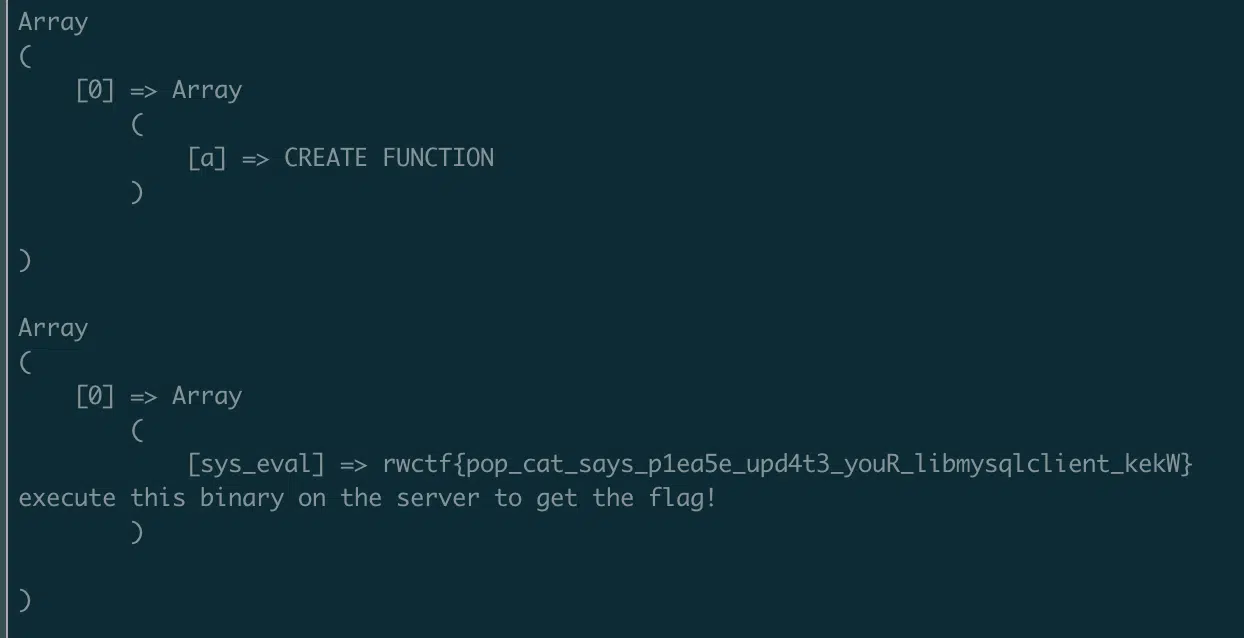 Array
(
    [0] => Array
        (
            [a] => CREATE FUNCTION
        )

)

Array
(
    [0] => Array
        (
            [sys_eval] => rwctf{pop_cat_says_p1ea5e_upd4t3_youR_libmysqlclient_kekW}
execute this binary on the server to get the flag!
        )

)